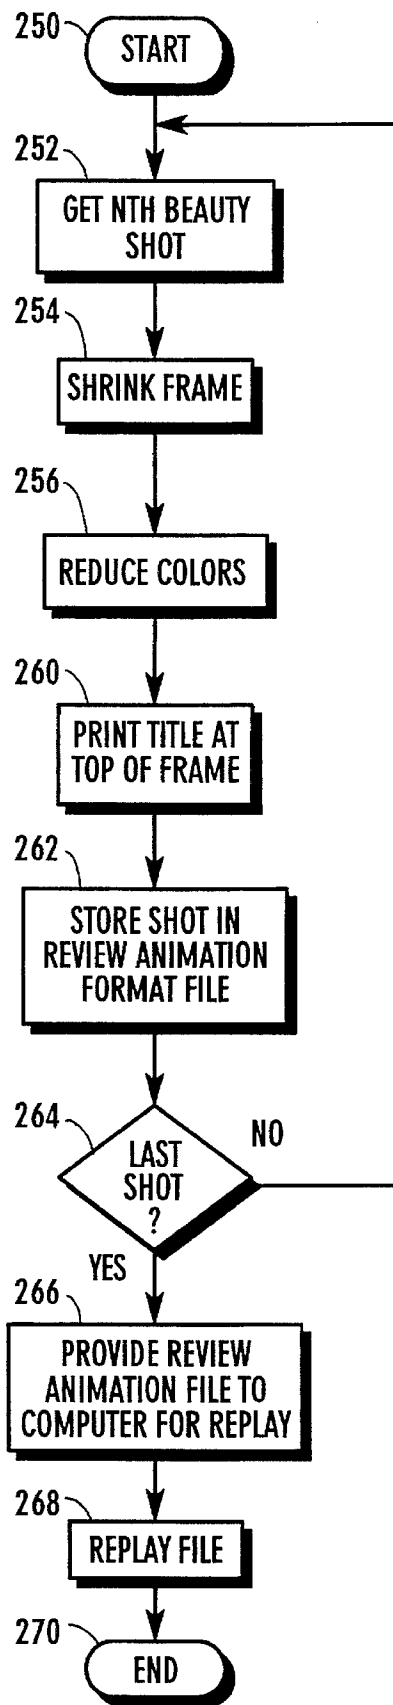 250
START
252
GET NTH BEAUTY
SHOT
254
SHRINK FRAME
256
REDUCE COLORS
260
PRINT TITLE AT
TOP OF FRAME
262
STORE SHOT IN
REVIEW ANIMATION
FORMAT FILE
264
LAST
SHOT
?
NO
YES
266
PROVIDE REVIEW
ANIMATION FILE TO
COMPUTER FOR REPLAY
268
REPLAY FILE
270
END